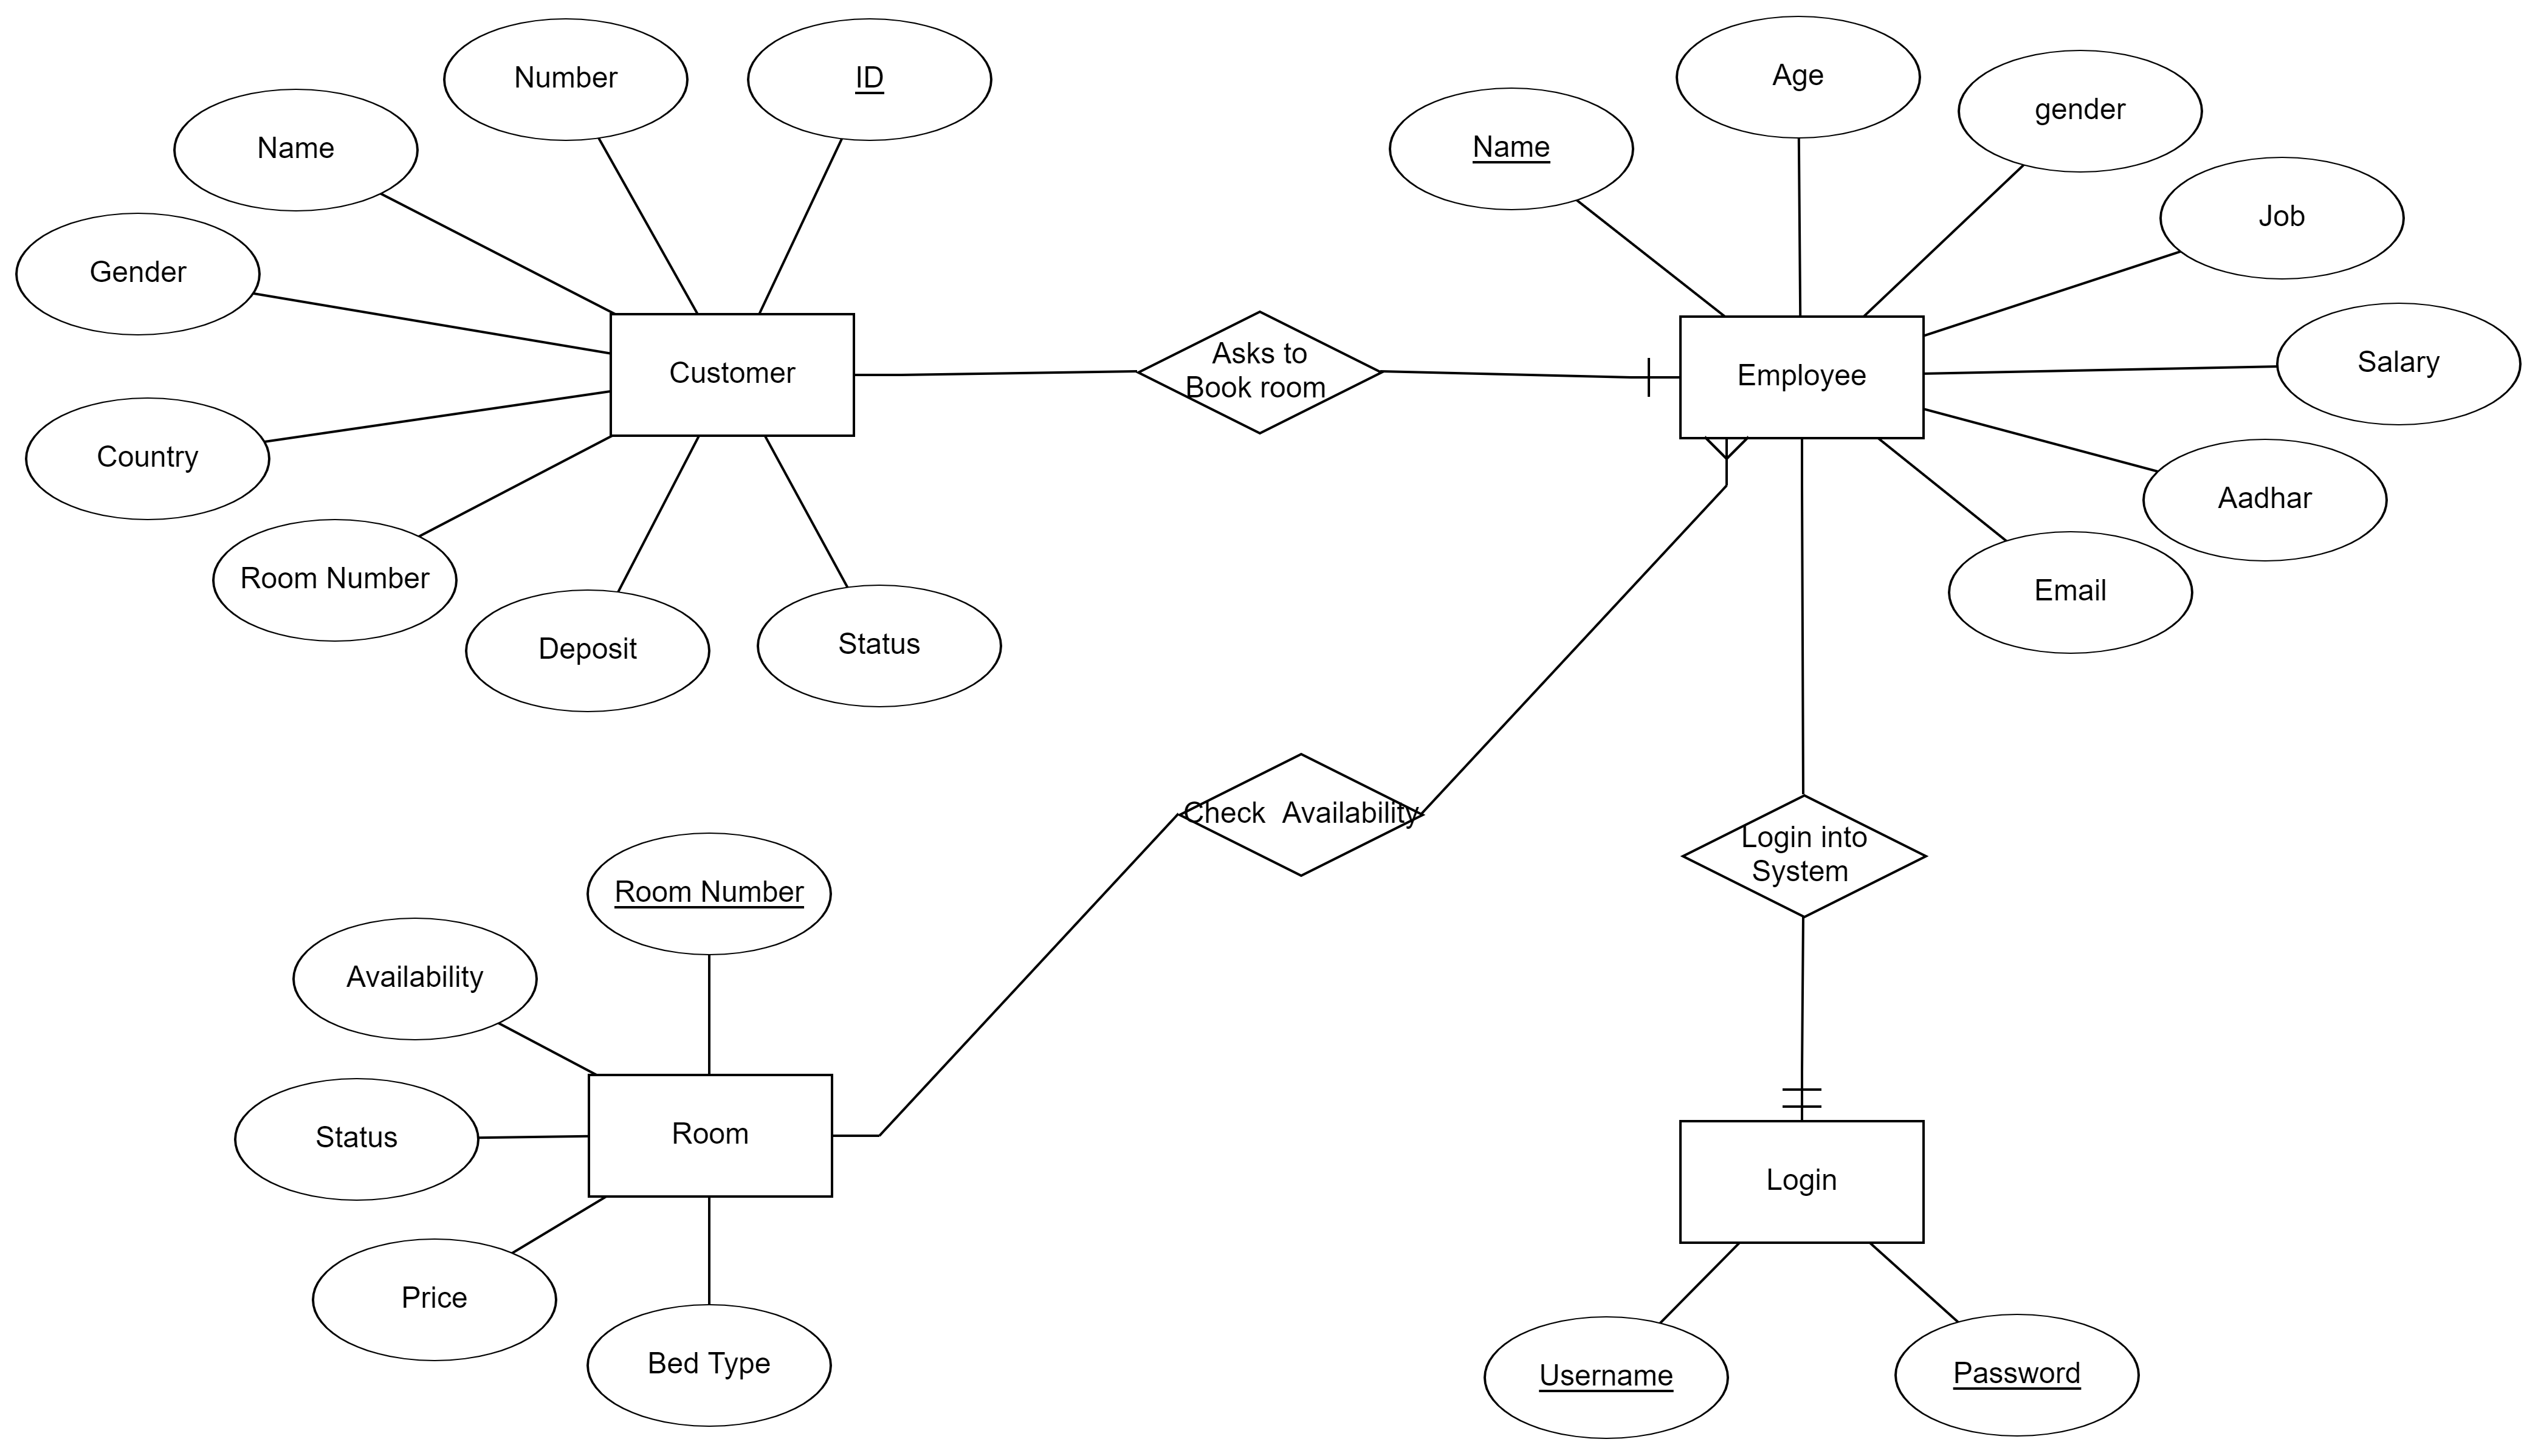 Number
ID
Name
Gender
Customer
Country
Room Number
Deposit
Status
Asks to
Book room
Age
gender
Name
Job
Employee
Salary
Aadhar
Email
Check  Availability
Login into
System
Room Number
Availability
Status
Room
Price
Bed Type
Login
Username
Password